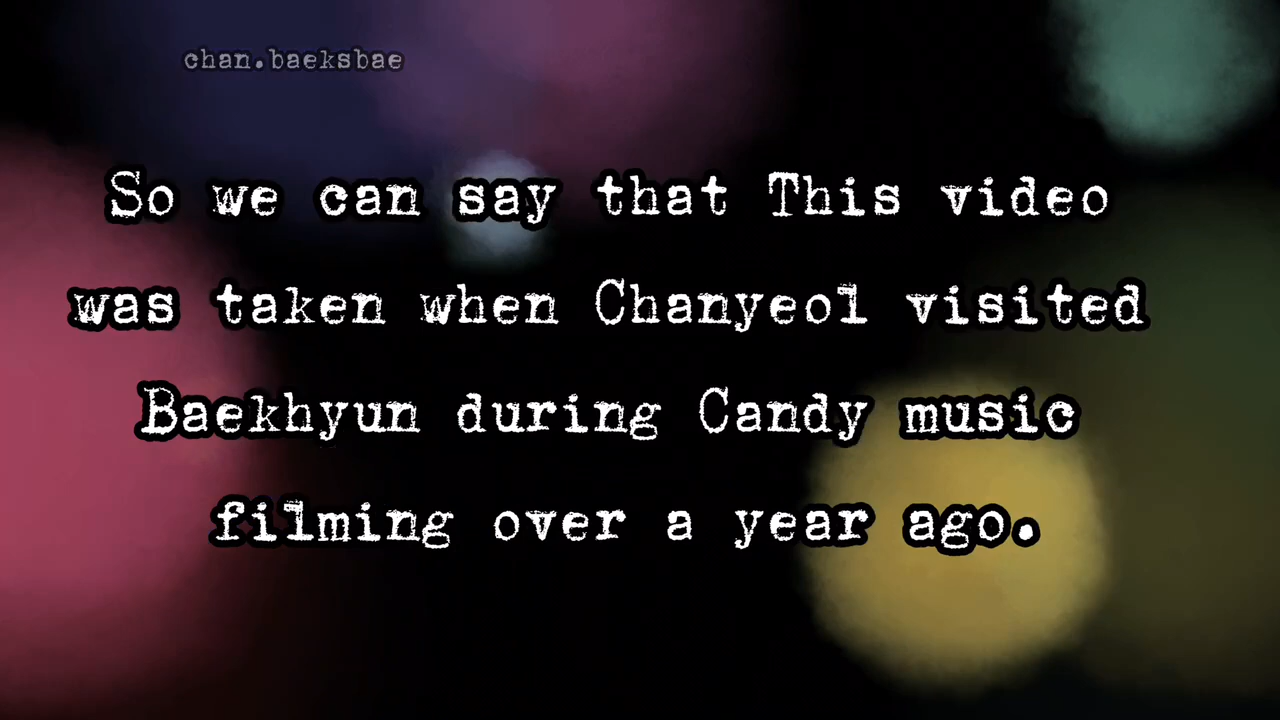 chan.baeksbae
So we can say that This video
was taken when Chanyeol visited
Baekhyun during Candy music
filming over a year ago.